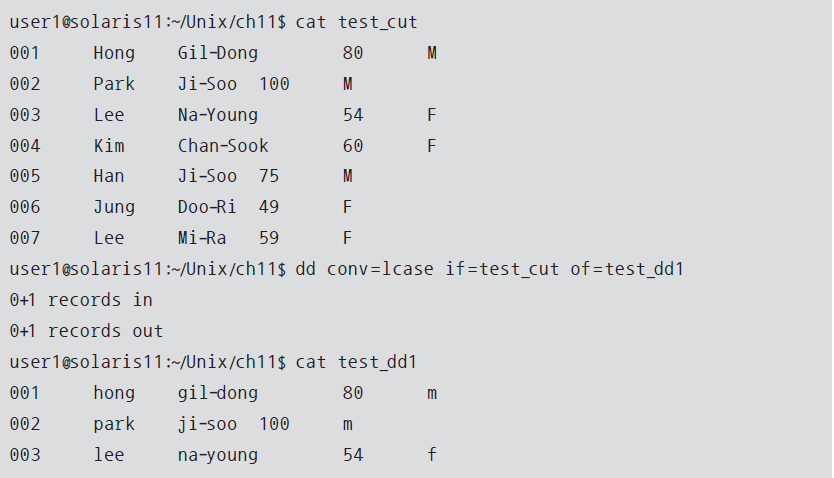 user1@solaris11:~/Unix/ch11$ cat test_cut
001 Hong Gil-Dong 80 M
002 Park Ji-Soo 100 M
003 Lee Na-Young 54 F
004 Kim Chan-Sook 60 F
005 Han Ji-Soo 75 M
006 Jung Doo-Ri 49 F
007 Lee Mi-Ra 59 F
user1@solaris11:~/Unix/ch11$ dd conv=lcase if=test_cut of=test_dd1
0+1 records in
0+1 records out
user1@solaris11:~/Unix/ch11$ cat test_dd1
001 hong gil-dong 80 m
002 park ji-soo 100 m
003 lee na-young 54 f